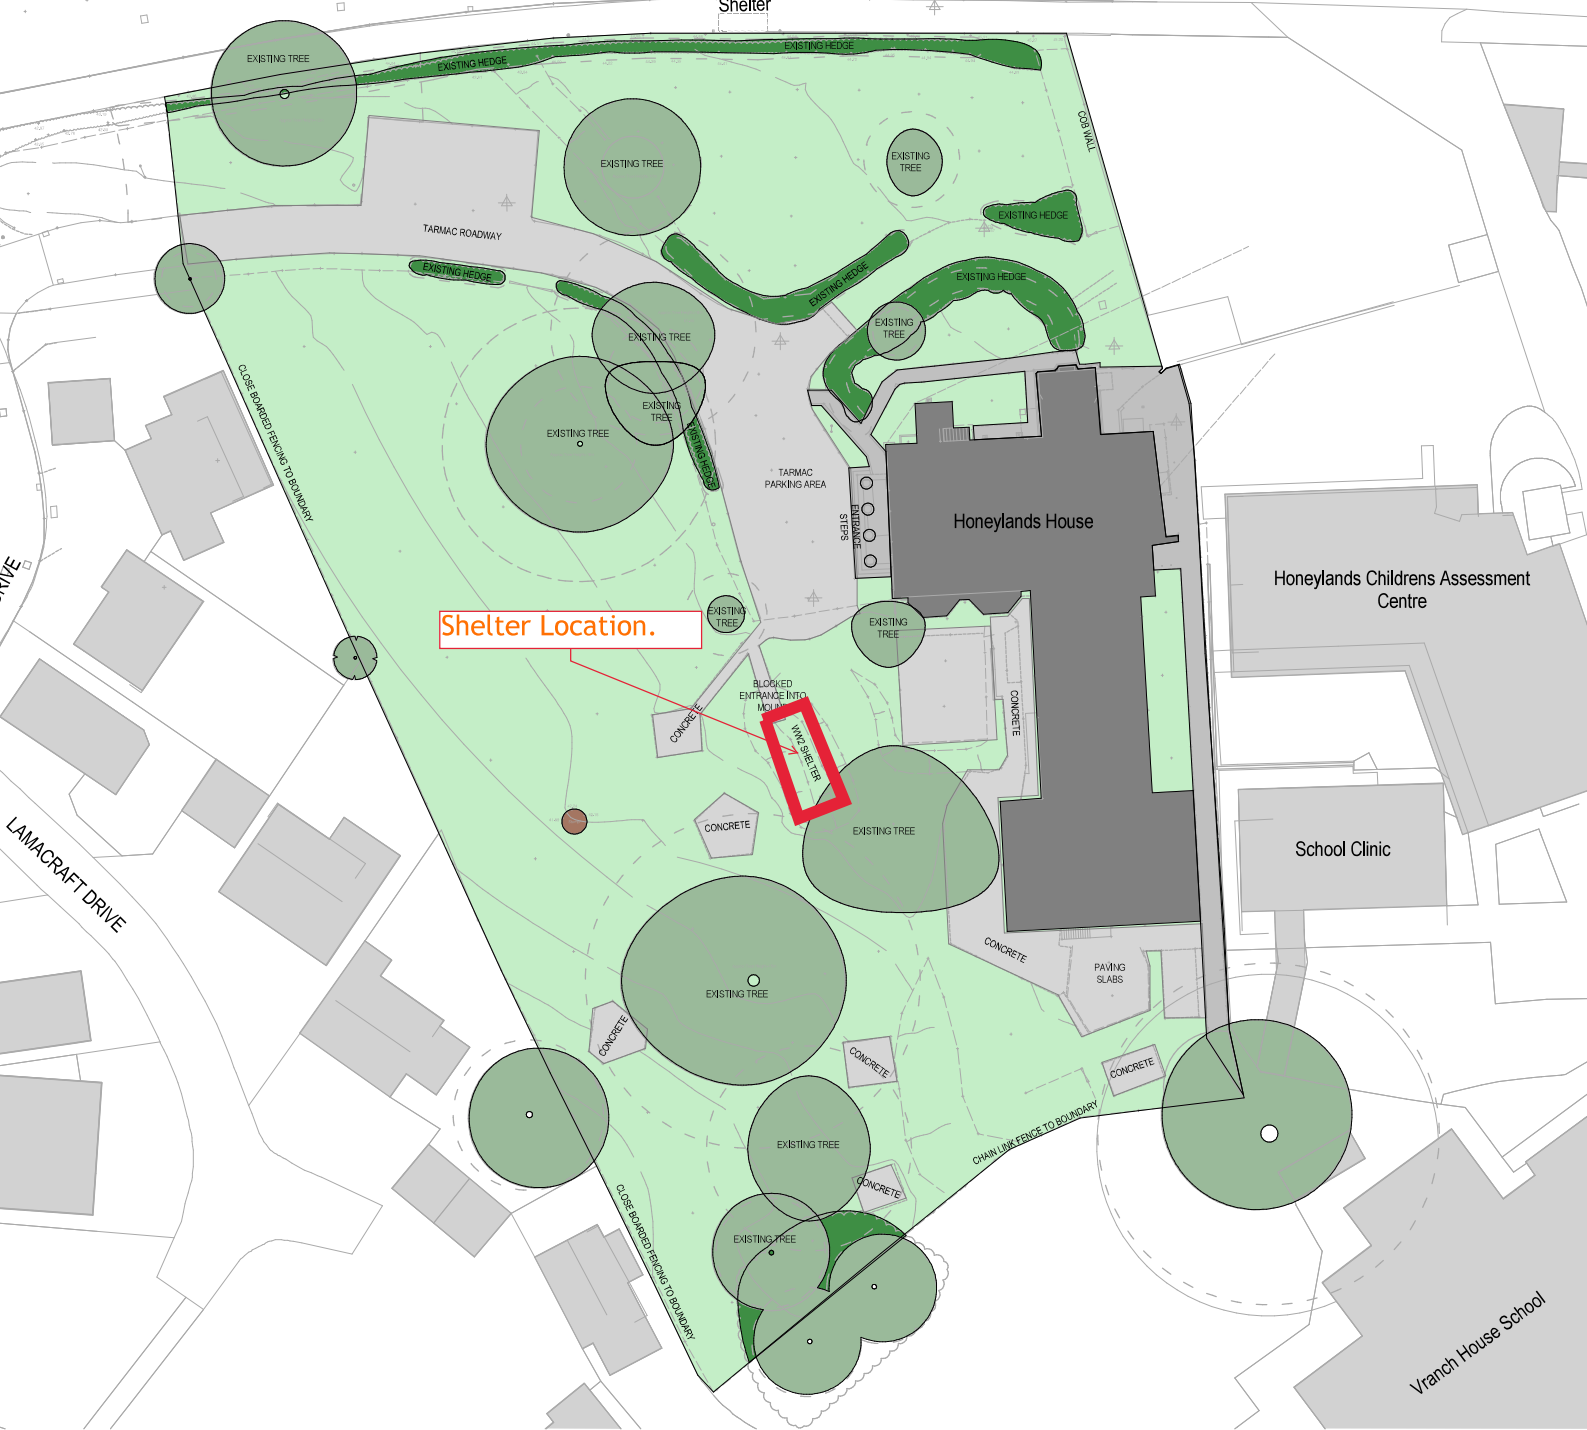 Shelter
EXISTING TREE
EXISTING HEDGE
EXISTING HEDGE
COB WALL
EXISTING TREE
EXISTING
TREE
EXISTING HEDGE
TARMAC ROADWAY
EXISTING HEDGE
EXISTING HEDGE
EXISTING HEDGE
EXISTING TREE
EXISTING
TREE
CLOSE BOARDED FENCING TO BOUNDARY
EXISTING
TREE
EXISTING TREE
EXISTING HEDGE
TARMAC
PARKING AREA
ENTRANCE
STEPS
Honeylands House
Honeylands Childrens Assessment
Centre
DRIVE
Shelter Location.
EXISTING
TREE
EXISTING
TREE
BLOCKED
ENTRANCE INTO
CONCRETE
CONCRETE
WW2 SHELTER
CONCRETE
EXISTING TREE
School Clinic
LAMACRAFT DRIVE
CONCRETE
PAVING
SLABS
EXISTING TREE
CONCRETE
CONCRETE
CONCRETE
CHAIN LINK FENCE TO BOUNDARY
EXISTING TREE
CONCRETE
CLOSE BOARDED FENCING TO BOUNDARY
EXISTING TREE
Vranch House School